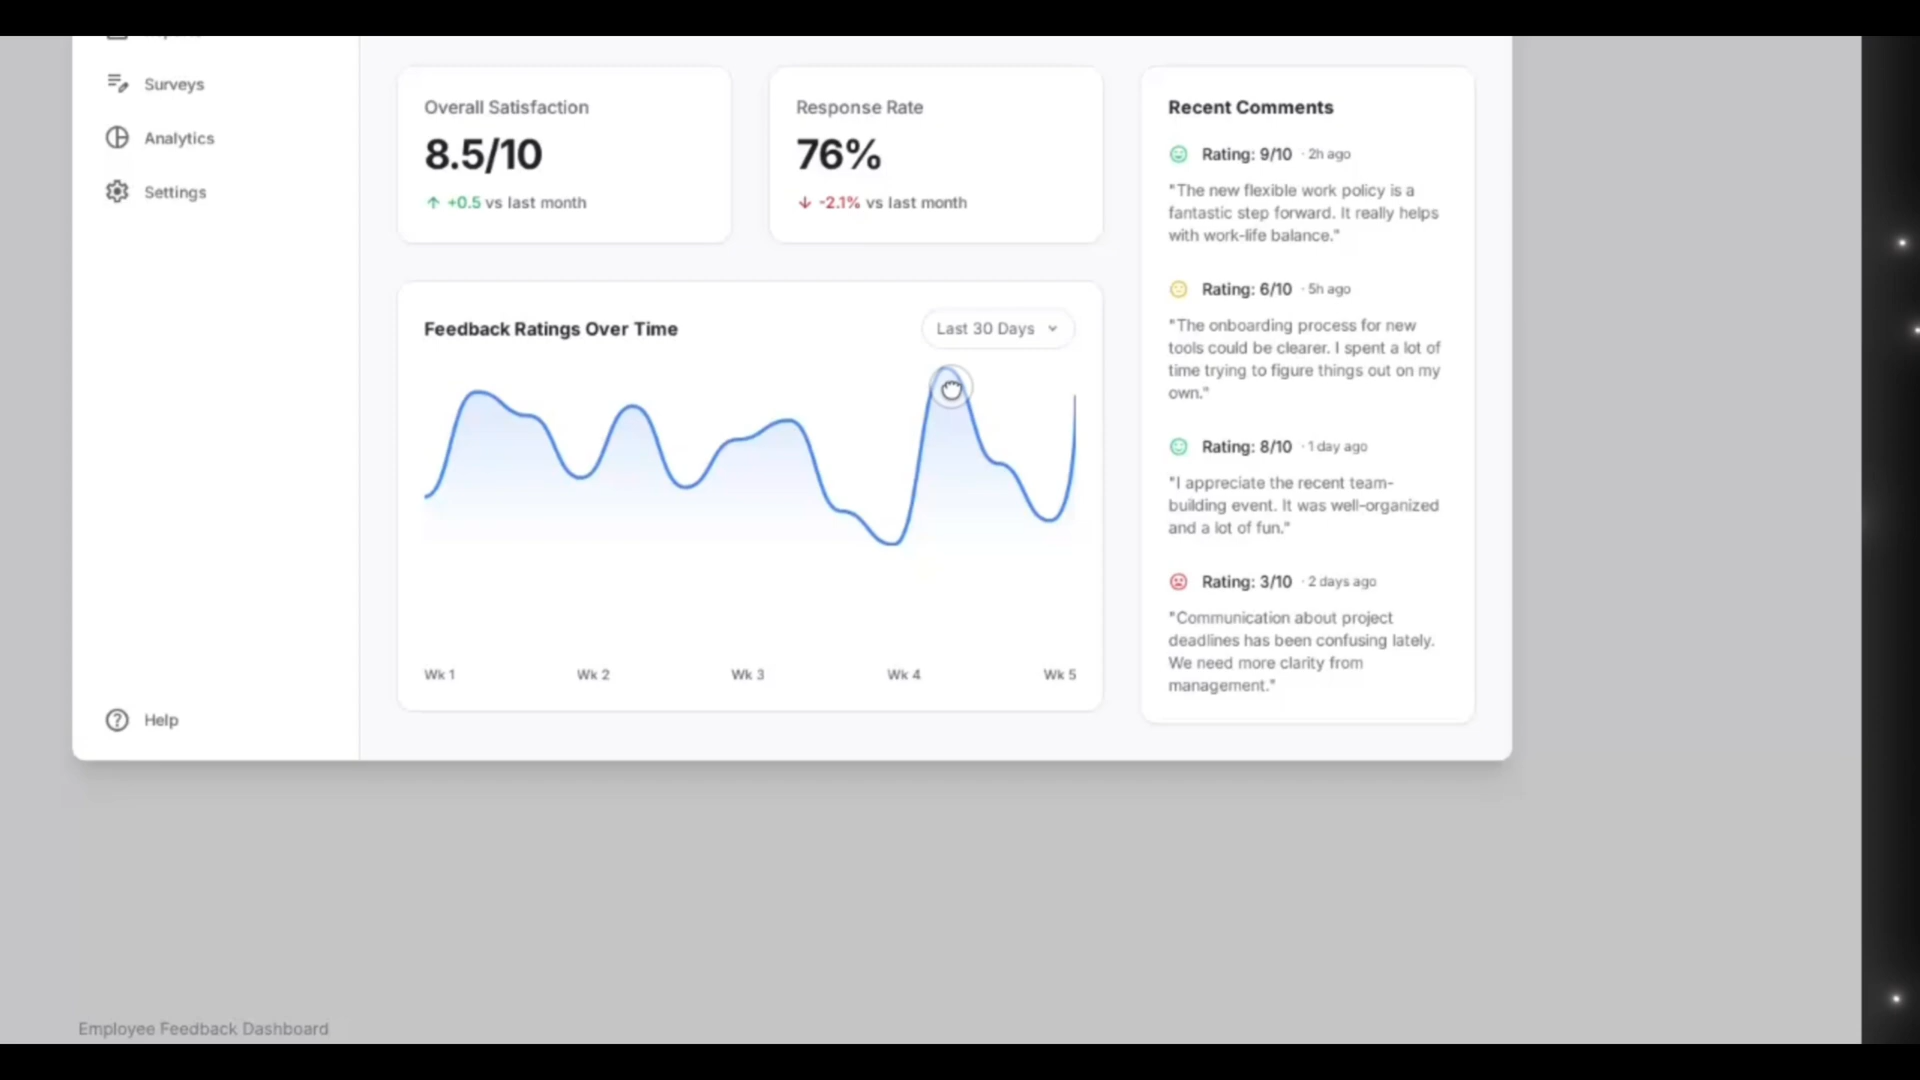 Surveys
Analytics
Settings
Help
Overall Satisfaction
8.5/10
+0.5 vs last month
Response Rate
76%
-2.1% vs last month
Feedback Ratings Over Time
Last 30 Days
Wk 1
Wk 2
Wk 3
Wk 4
Wk 5
Recent Comments
Rating: 9/10 · 2h ago
"The new flexible work policy is a
fantastic step forward. It really helps
with work-life balance."
Rating: 6/10 · 5h ago
"The onboarding process for new
tools could be clearer. I spent a lot of
time trying to figure things out on my
own."
Rating: 8/10 · 1 day ago
"I appreciate the recent team-
building event. It was well-organized
and a lot of fun."
Rating: 3/10 · 2 days ago
"Communication about project
deadlines has been confusing lately.
We need more clarity from
management."
Employee Feedback Dashboard